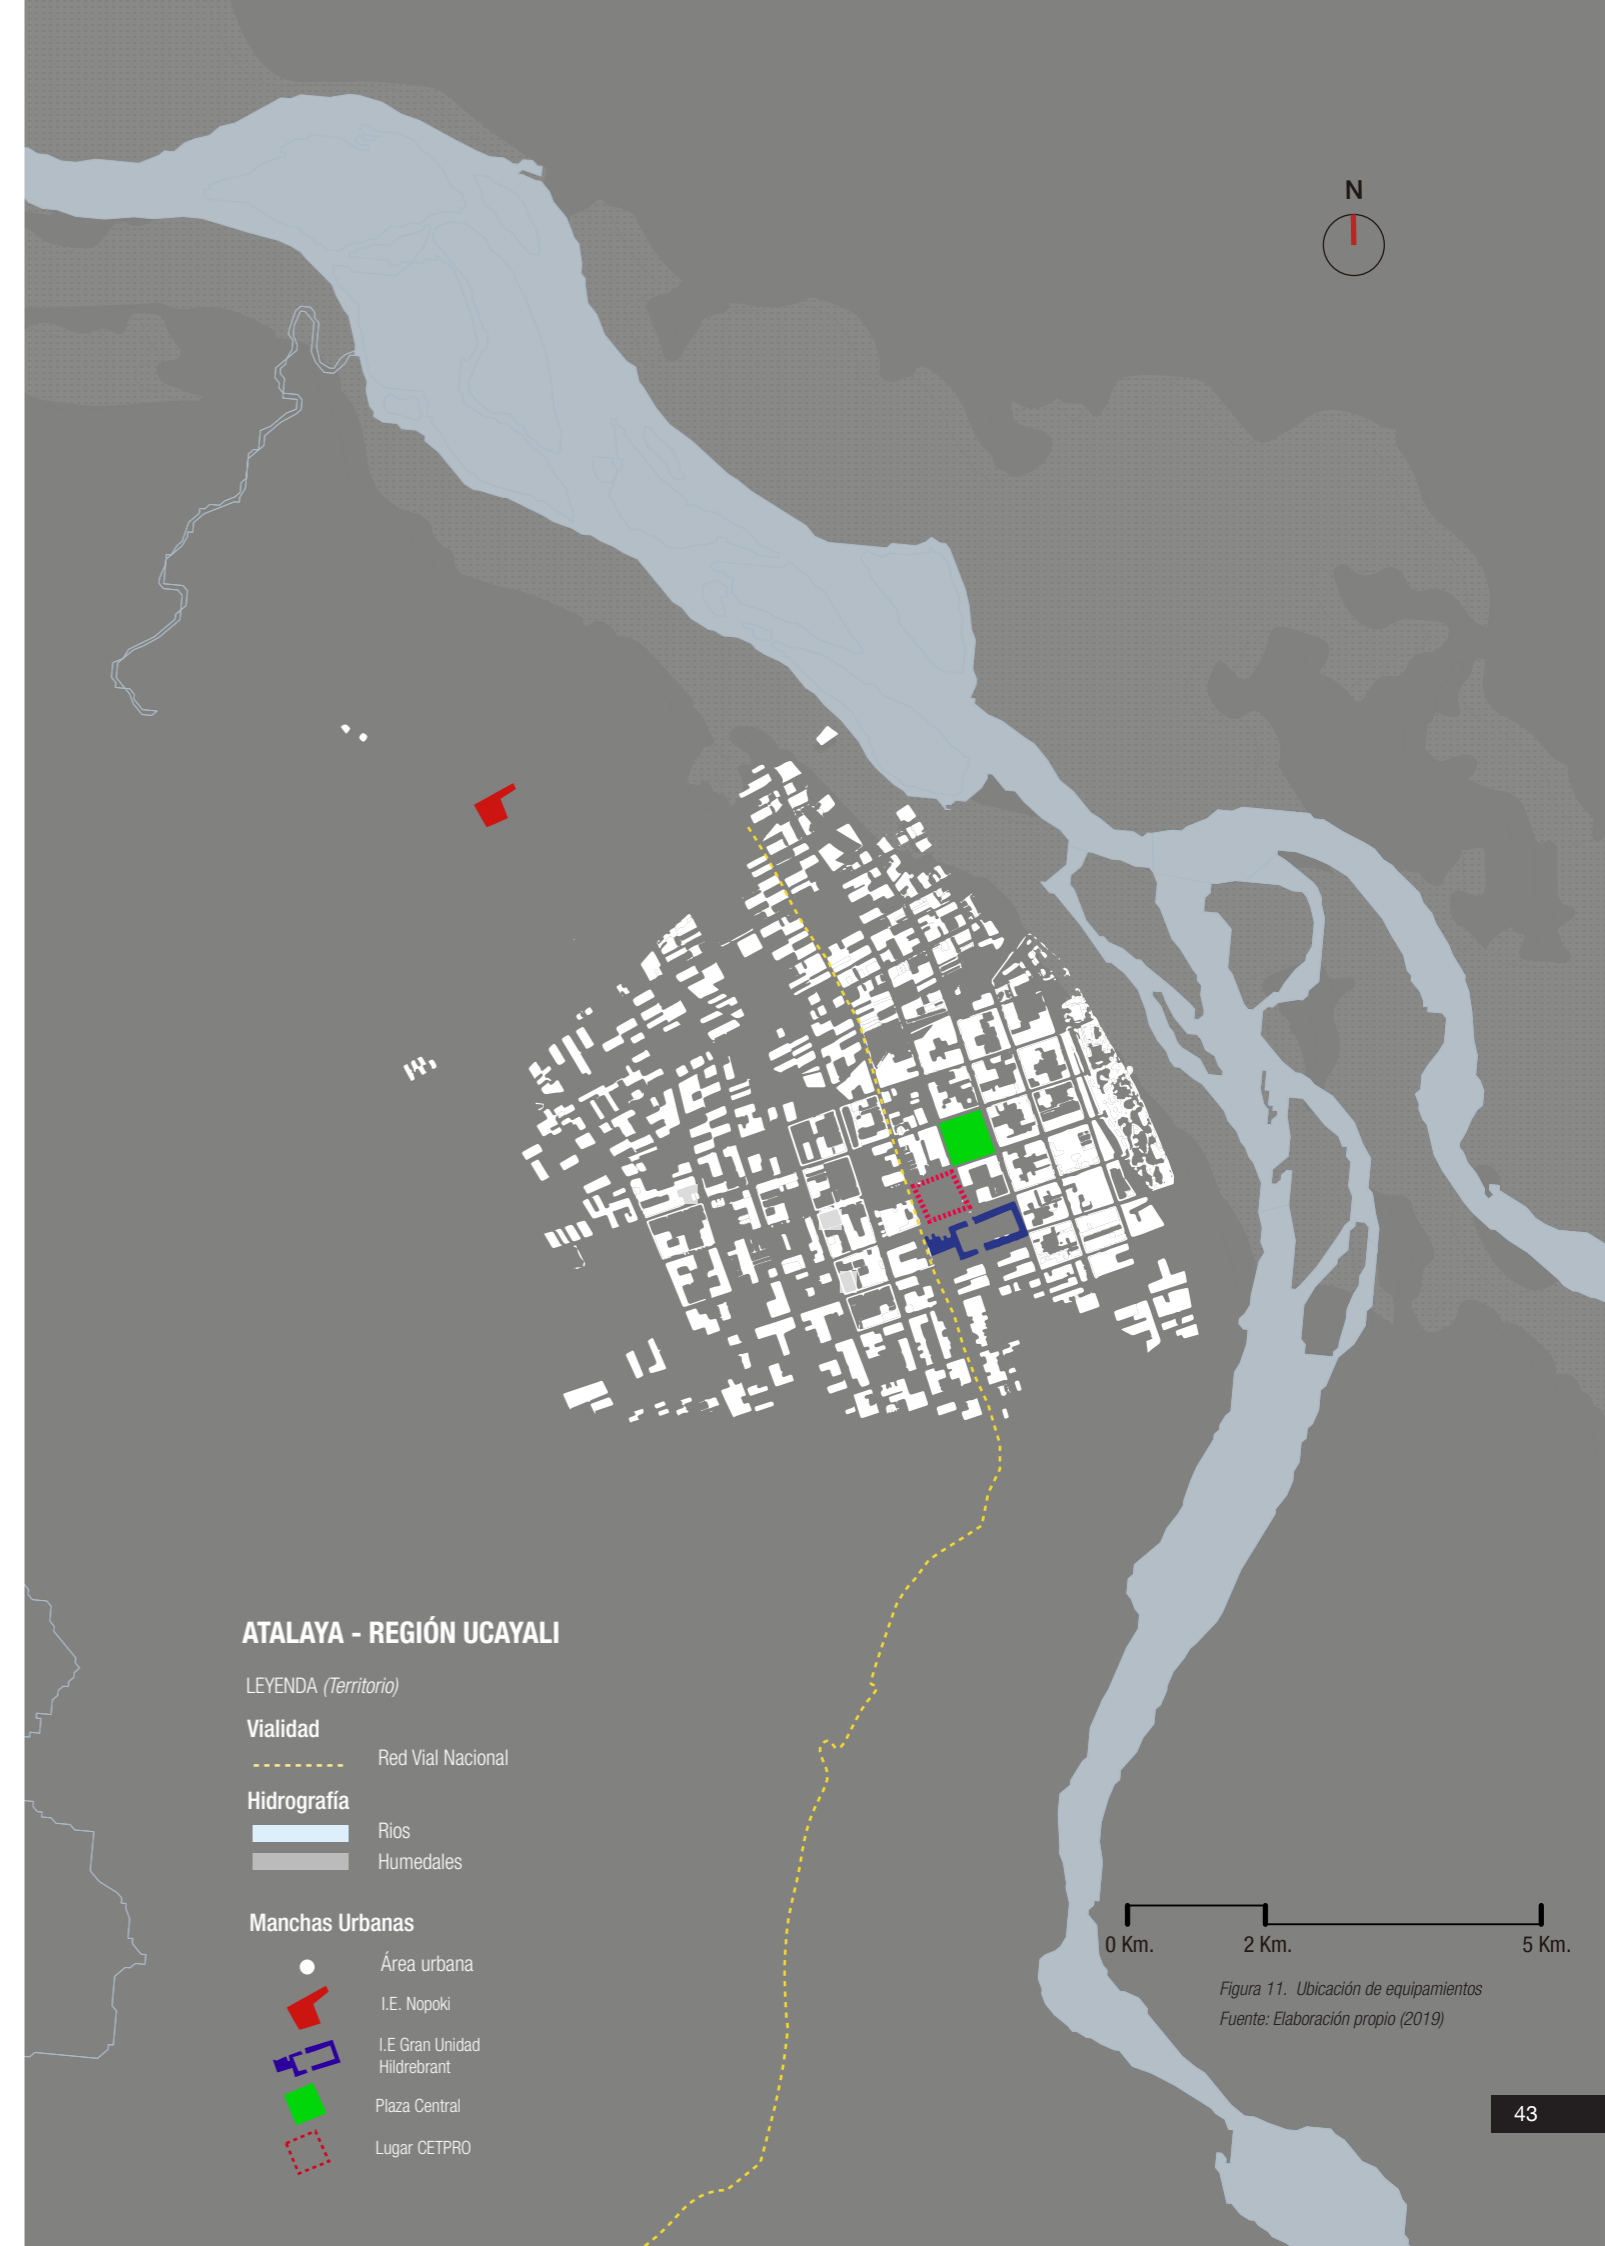 N
ATALAYA - REGIÓN UCAYALI
LEYENDA (Territorio)
Vialidad
Red Vial Nacional
Hidrografía
Rios
Humedales
Manchas Urbanas
Área urbana
I.E. Nopoki
I.E Gran Unidad
Hildrebrant
Plaza Central
Lugar CETPRO
0 Km.
2 Km.
5 Km.
Figura 11. Ubicación de equipamientos
Fuente: Elaboración propio (2019)
43